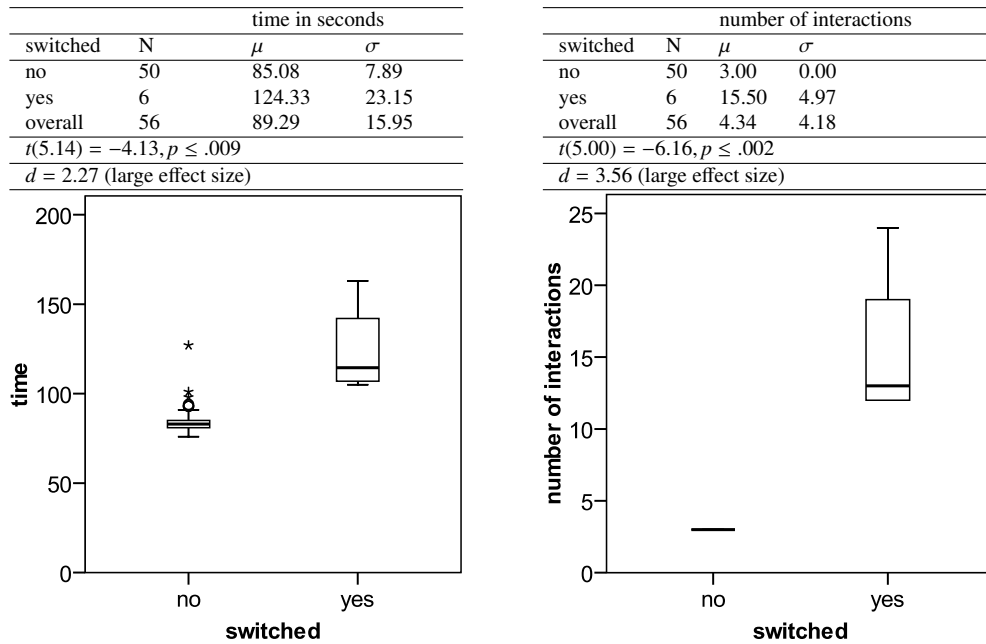 time in seconds
switched N μ σ
no 50 85.08 7.89
yes 6 124.33 23.15
overall 56 89.29 15.95
t(5.14) = −4.13, p ≤ .009
d = 2.27 (large effect size)
200
150
100
50
0
time
no yes
switched
number of interactions
switched N μ σ
no 50 3.00 0.00
yes 6 15.50 4.97
overall 56 4.34 4.18
t(5.00) = −6.16, p ≤ .002
d = 3.56 (large effect size)
25
20
15
10
5
0
number of interactions
no yes
switched